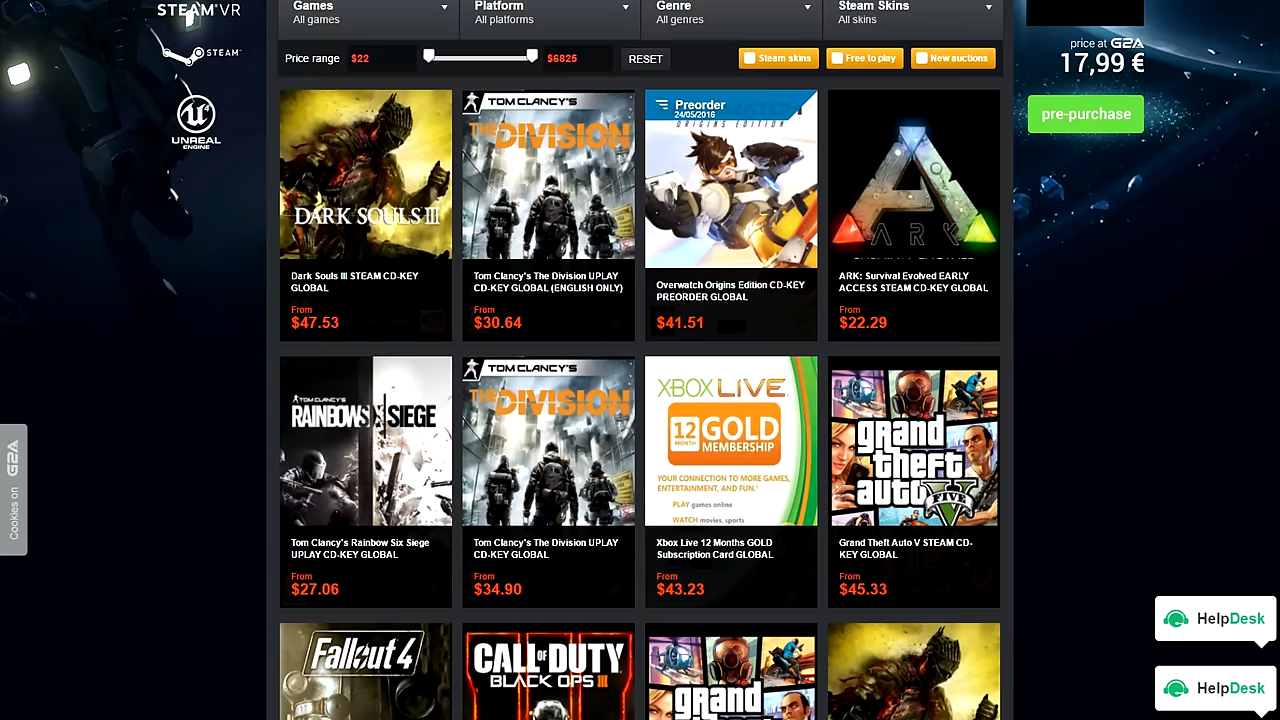 STEAM VR
STEAM
UNREAL
ENGINE
Games
All games
Platform
All platforms
Genre
All genres
Steam Skins
All skins
Price range
$22
$6825
RESET
Steam skins
Free to play
New auctions
price at G2A
17,99 €
pre-purchase
DARK SOULS III
Dark Souls III STEAM CD-KEY
GLOBAL
From
$47.53
TOM CLANCY'S
THE DIVISION
Tom Clancy's The Division UPLAY
CD-KEY GLOBAL (ENGLISH ONLY)
From
$30.64
Preorder
24/05/2016
ORIGINS EDITION
Overwatch Origins Edition CD-KEY
PREORDER GLOBAL
From
$41.51
ARK
ARK: Survival Evolved EARLY
ACCESS STEAM CD-KEY GLOBAL
From
$22.29
TOM CLANCY'S
RAINBOW SIX SIEGE
Tom Clancy's Rainbow Six Siege
UPLAY CD-KEY GLOBAL
From
$27.06
TOM CLANCY'S
THE DIVISION
Tom Clancy's The Division UPLAY
CD-KEY GLOBAL
From
$34.90
XBOX LIVE
12
MONTH
GOLD
MEMBERSHIP
YOUR CONNECTION TO MORE GAMES,
ENTERTAINMENT, AND FUN.
PLAY games online
WATCH movies, sports
Xbox Live 12 Months GOLD
Subscription Card GLOBAL
From
$43.23
grand
theft
auto V
FIVE
Grand Theft Auto V STEAM CD-
KEY GLOBAL
From
$45.33
Cookies on G2A
Fallout 4
CALL OF DUTY
BLACK OPS III
grand
HelpDesk
HelpDesk